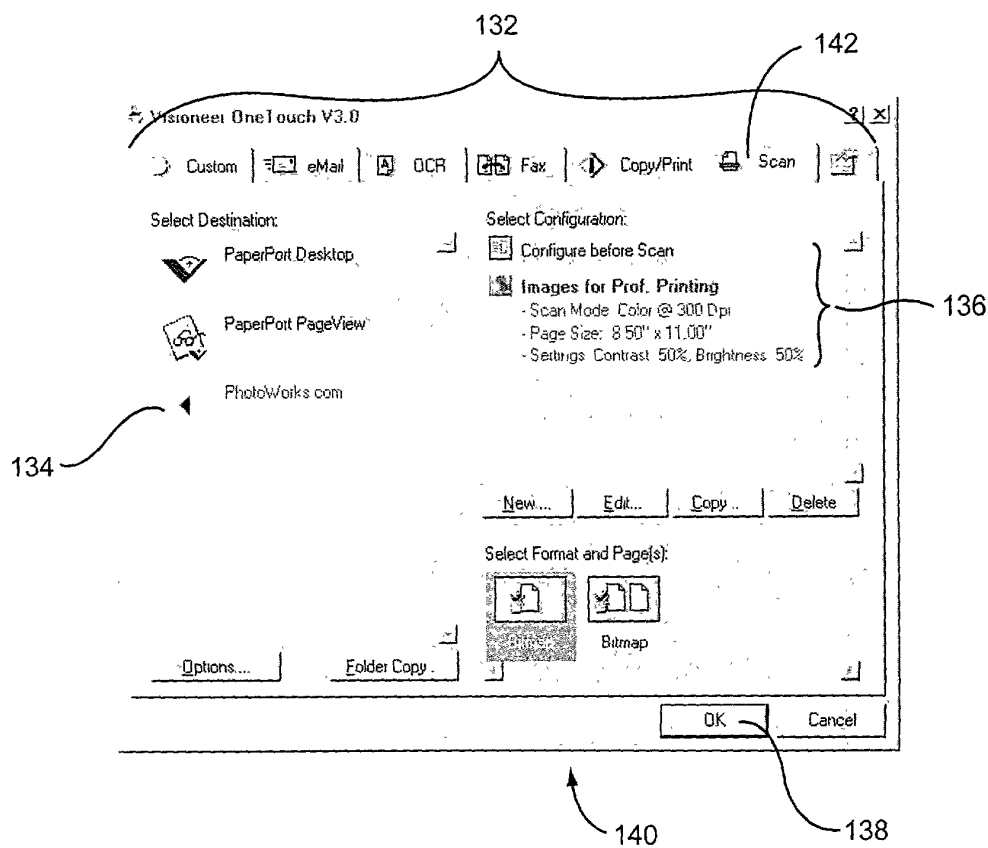 132
142
Visioneer OneTouch V3.0 ? X
Custom eMail OCR Fax Copy/Print Scan
Select Destination:
PaperPort Desktop
PaperPort PageView
PhotoWorks com
134
Select Configuration:
Configure before Scan
Images for Prof. Printing
- Scan Mode Color @ 300 Dpi
- Page Size: 8 50" x 11.00"
- Settings Contrast 50%, Brightness 50%
136
New... Edit... Copy .. Delete
Select Format and Page(s):
Bitmap
Options.... Folder Copy .
OK Cancel
140
138